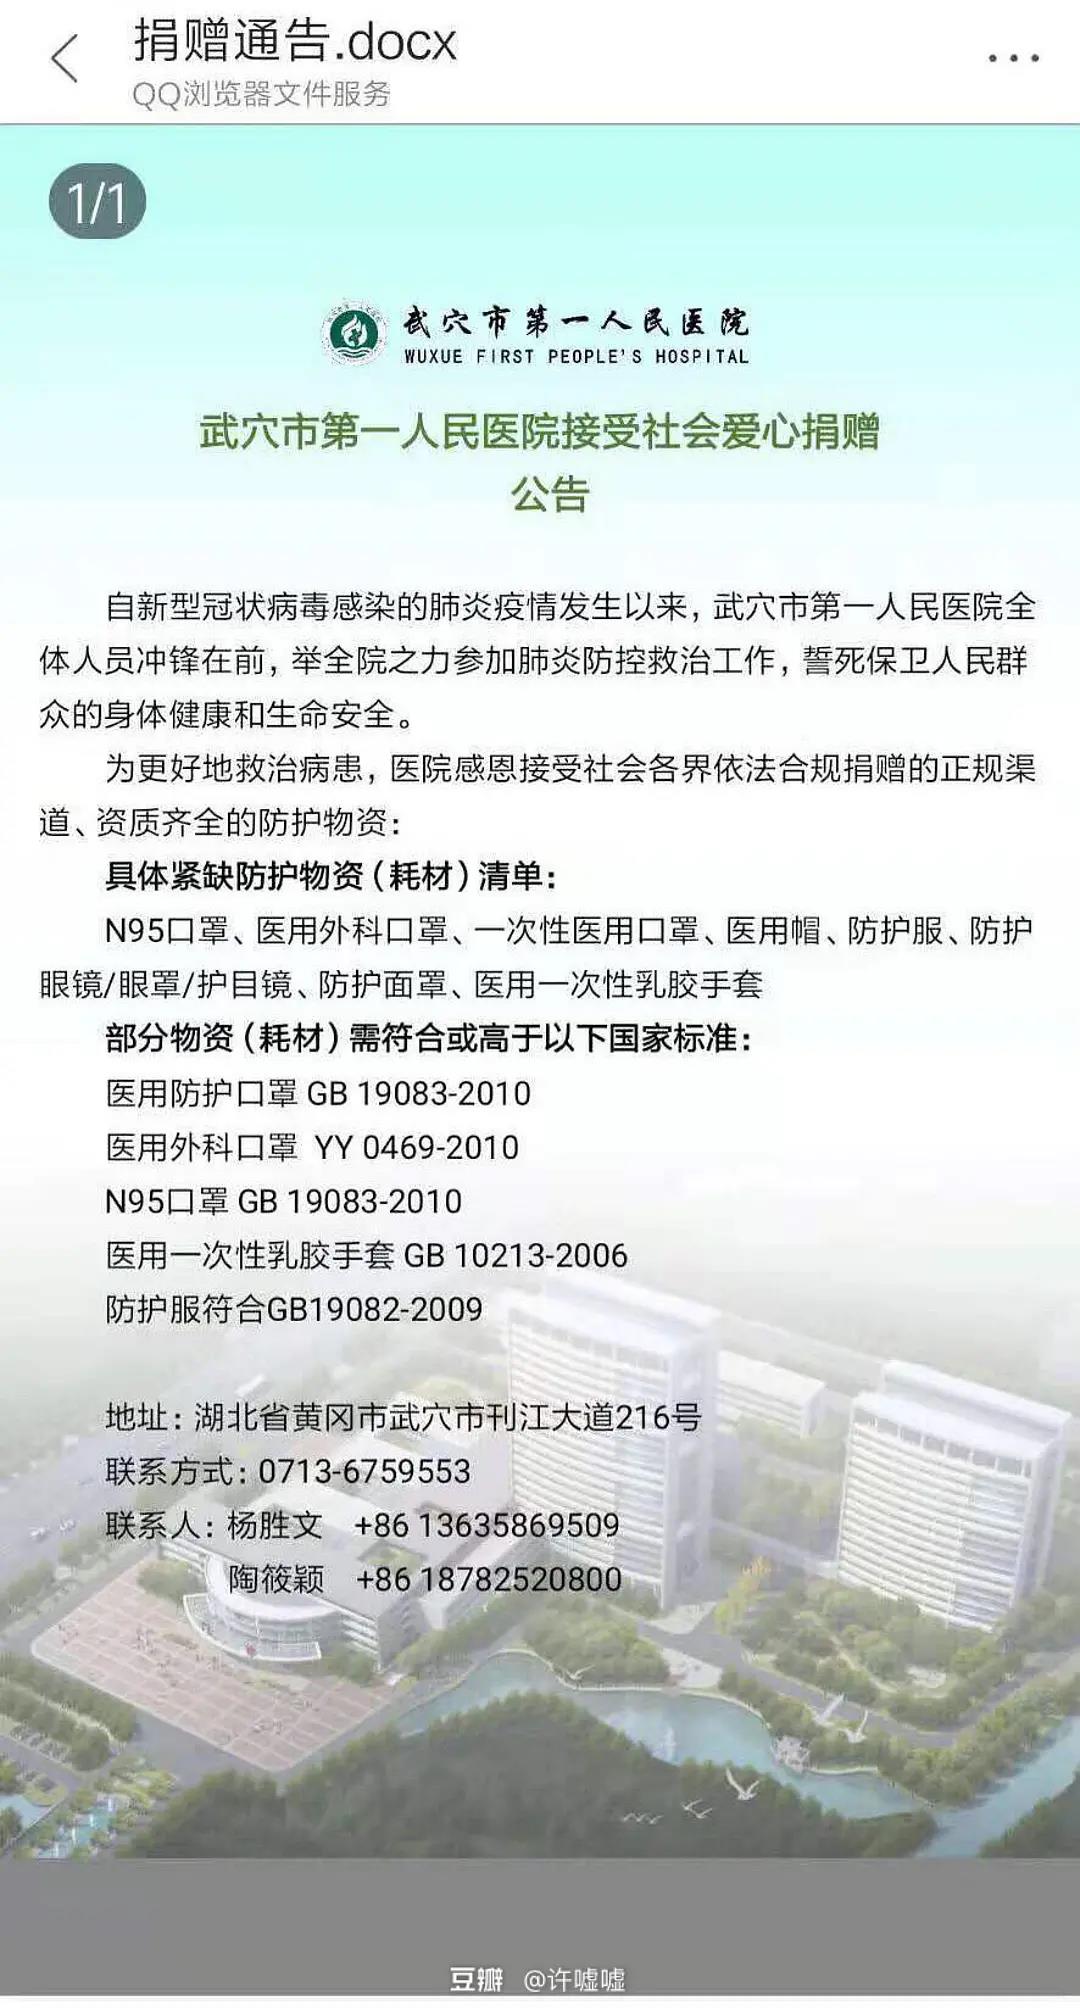 捐赠通告.docx
QQ浏览器文件服务
1/1
武穴市第一人民医院
WUXUE FIRST PEOPLE'S HOSPITAL
武穴市第一人民医院接受社会爱心捐赠
公告
自新型冠状病毒感染的肺炎疫情发生以来，武穴市第一人民医院全
体人员冲锋在前，举全院之力参加肺炎防控救治工作，誓死保卫人民群
众的身体健康和生命安全。
为更好地救治病患，医院感恩接受社会各界依法合规捐赠的正规渠
道、资质齐全的防护物资：
具体紧缺防护物资（耗材）清单：
N95口罩、医用外科口罩、一次性医用口罩、医用帽、防护服、防护
眼镜/眼罩/护目镜、防护面罩、医用一次性乳胶手套
部分物资（耗材）需符合或高于以下国家标准：
医用防护口罩 GB 19083-2010
医用外科口罩 YY 0469-2010
N95口罩 GB 19083-2010
医用一次性乳胶手套 GB 10213-2006
防护服符合GB19082-2009
地址：湖北省黄冈市武穴市刊江大道216号
联系方式：0713-6759553
联系人：杨胜文 +86 13635869509
陶筱颖 +86 18782520800
豆瓣 @许嘘嘘